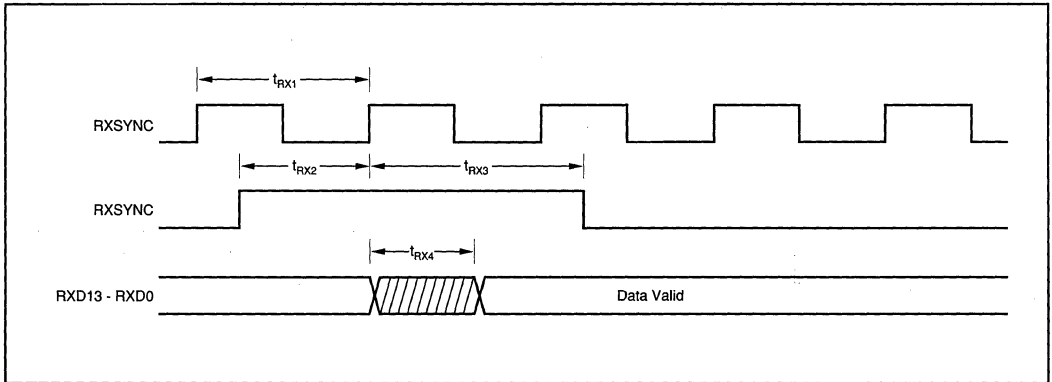 tRX1
RXSYNC
tRX2
tRX3
RXSYNC
tRX4
RXD13 - RXD0
Data Valid